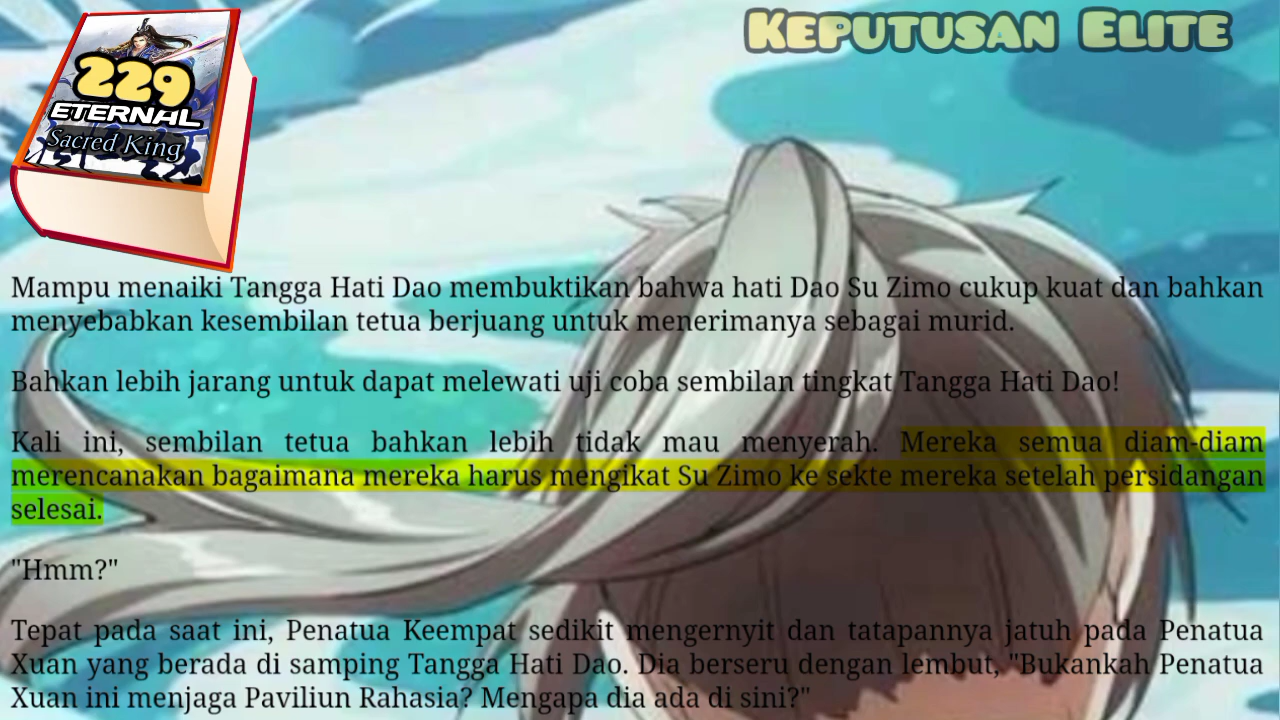 Keputusan Elite
229
ETERNAL
Sacred King
Mampu menaiki Tangga Hati Dao membuktikan bahwa hati Dao Su Zimo cukup kuat dan bahkan
menyebabkan kesembilan tetua berjuang untuk menerimanya sebagai murid.
Bahkan lebih jarang untuk dapat melewati uji coba sembilan tingkat Tangga Hati Dao!
Kali ini, sembilan tetua bahkan lebih tidak mau menyerah. Mereka semua diam-diam
merencanakan bagaimana mereka harus mengikat Su Zimo ke sekte mereka setelah persidangan
selesai.
"Hmm?"
Tepat pada saat ini, Penatua Keempat sedikit mengernyit dan tatapannya jatuh pada Penatua
Xuan yang berada di samping Tangga Hati Dao. Dia berseru dengan lembut, "Bukankah Penatua
Xuan ini menjaga Paviliun Rahasia? Mengapa dia ada di sini?"